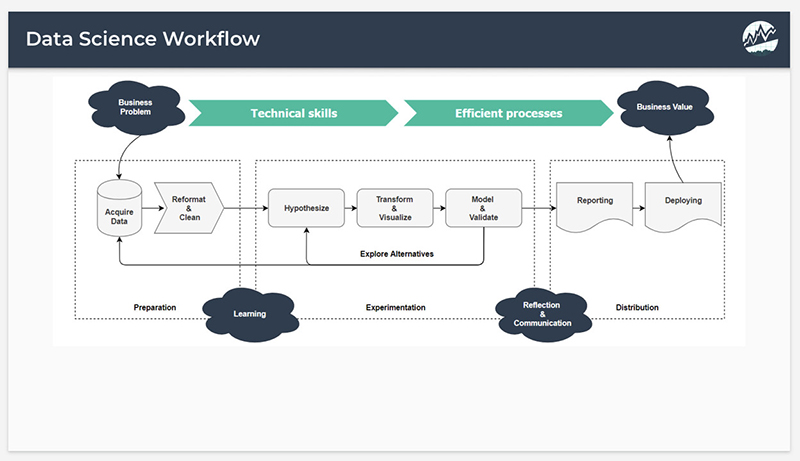 Data Science Workflow
Business
Problem
Technical skills
Efficient processes
Business Value
Acquire
Data
Reformat
&
Clean
Hypothesize
Transform
&
Visualize
Model
&
Validate
Reporting
Deploying
Explore Alternatives
Preparation
Learning
Experimentation
Reflection
&
Communication
Distribution